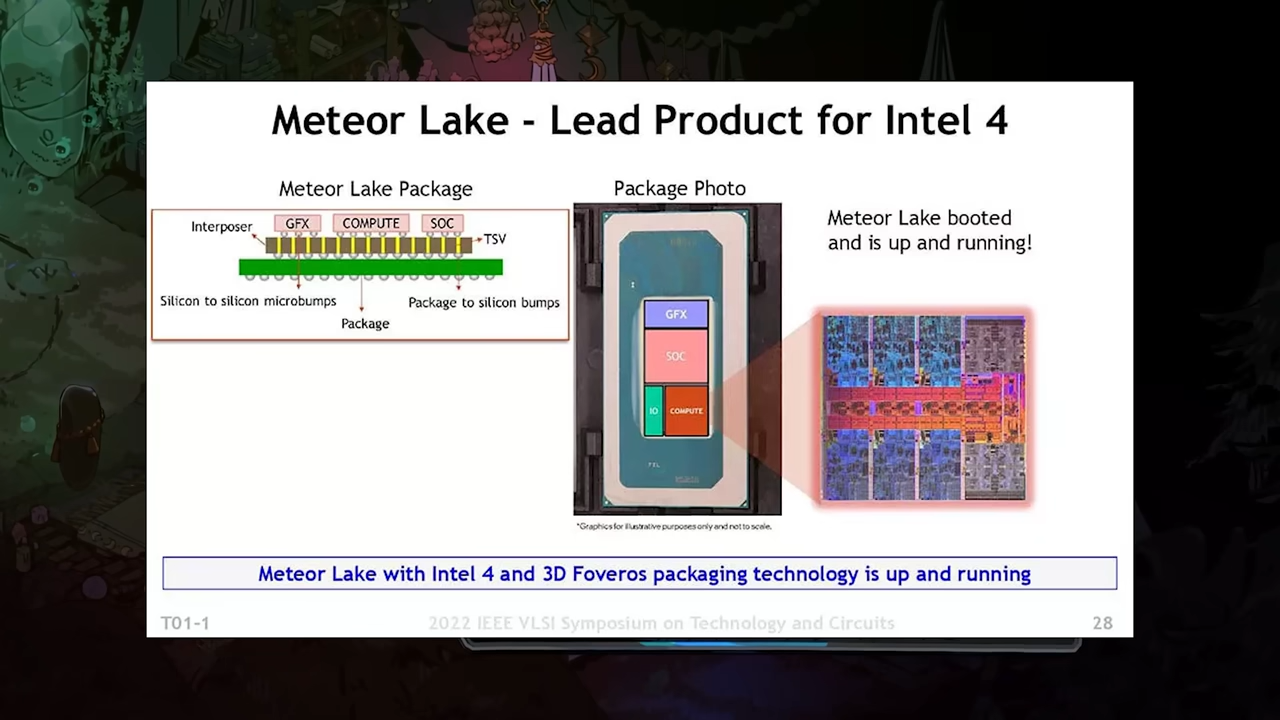 Meteor Lake - Lead Product for Intel 4
Meteor Lake Package
GFX
COMPUTE
SOC
Interposer
TSV
Silicon to silicon microbumps
Package to silicon bumps
Package
Package Photo
GFX
SOC
IO
COMPUTE
*Graphics for illustrative purposes only and not to scale.
Meteor Lake booted
and is up and running!
Meteor Lake with Intel 4 and 3D Foveros packaging technology is up and running
T01-1
2022 IEEE VLSI Symposium on Technology and Circuits
28